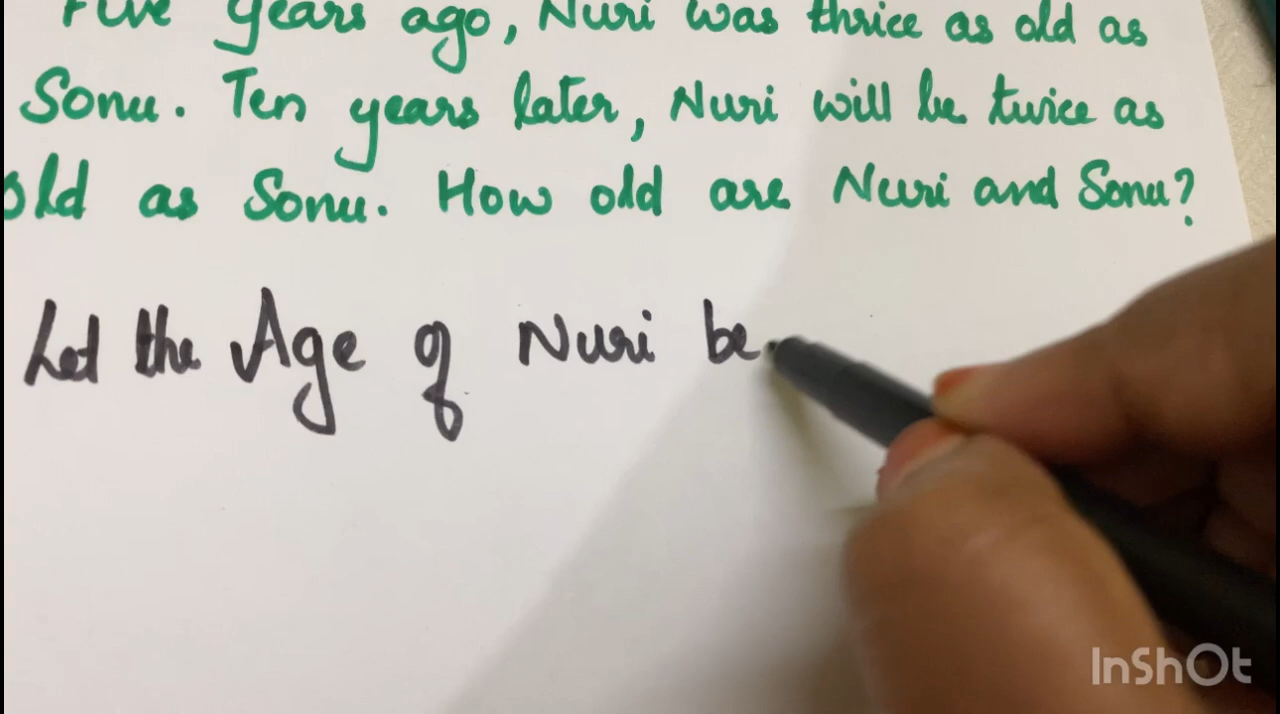 Five years ago, Nuri was thrice as old as
Sonu. Ten years later, Nuri will be twice as
old as Sonu. How old are Nuri and Sonu?
Let the Age of Nuri be
InShOt